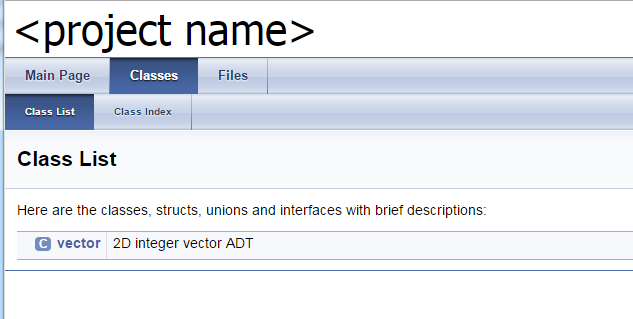 <project name>
Main Page Classes Files
Class List Class Index
Class List
Here are the classes, structs, unions and interfaces with brief descriptions:
C vector 2D integer vector ADT